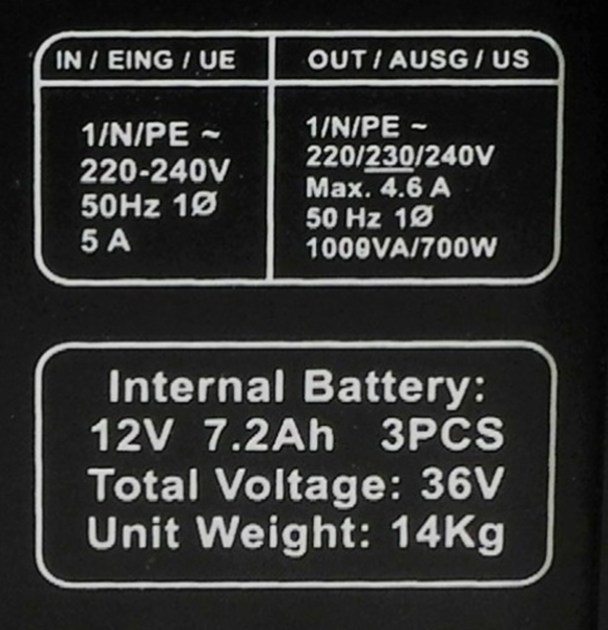 IN / EING / UE
1/N/PE ~
220-240V
50Hz 1Ø
5 A
OUT / AUSG / US
1/N/PE ~
220/230/240V
Max. 4.6 A
50 Hz 1Ø
1000VA/700W
Internal Battery:
12V 7.2Ah 3PCS
Total Voltage: 36V
Unit Weight: 14Kg